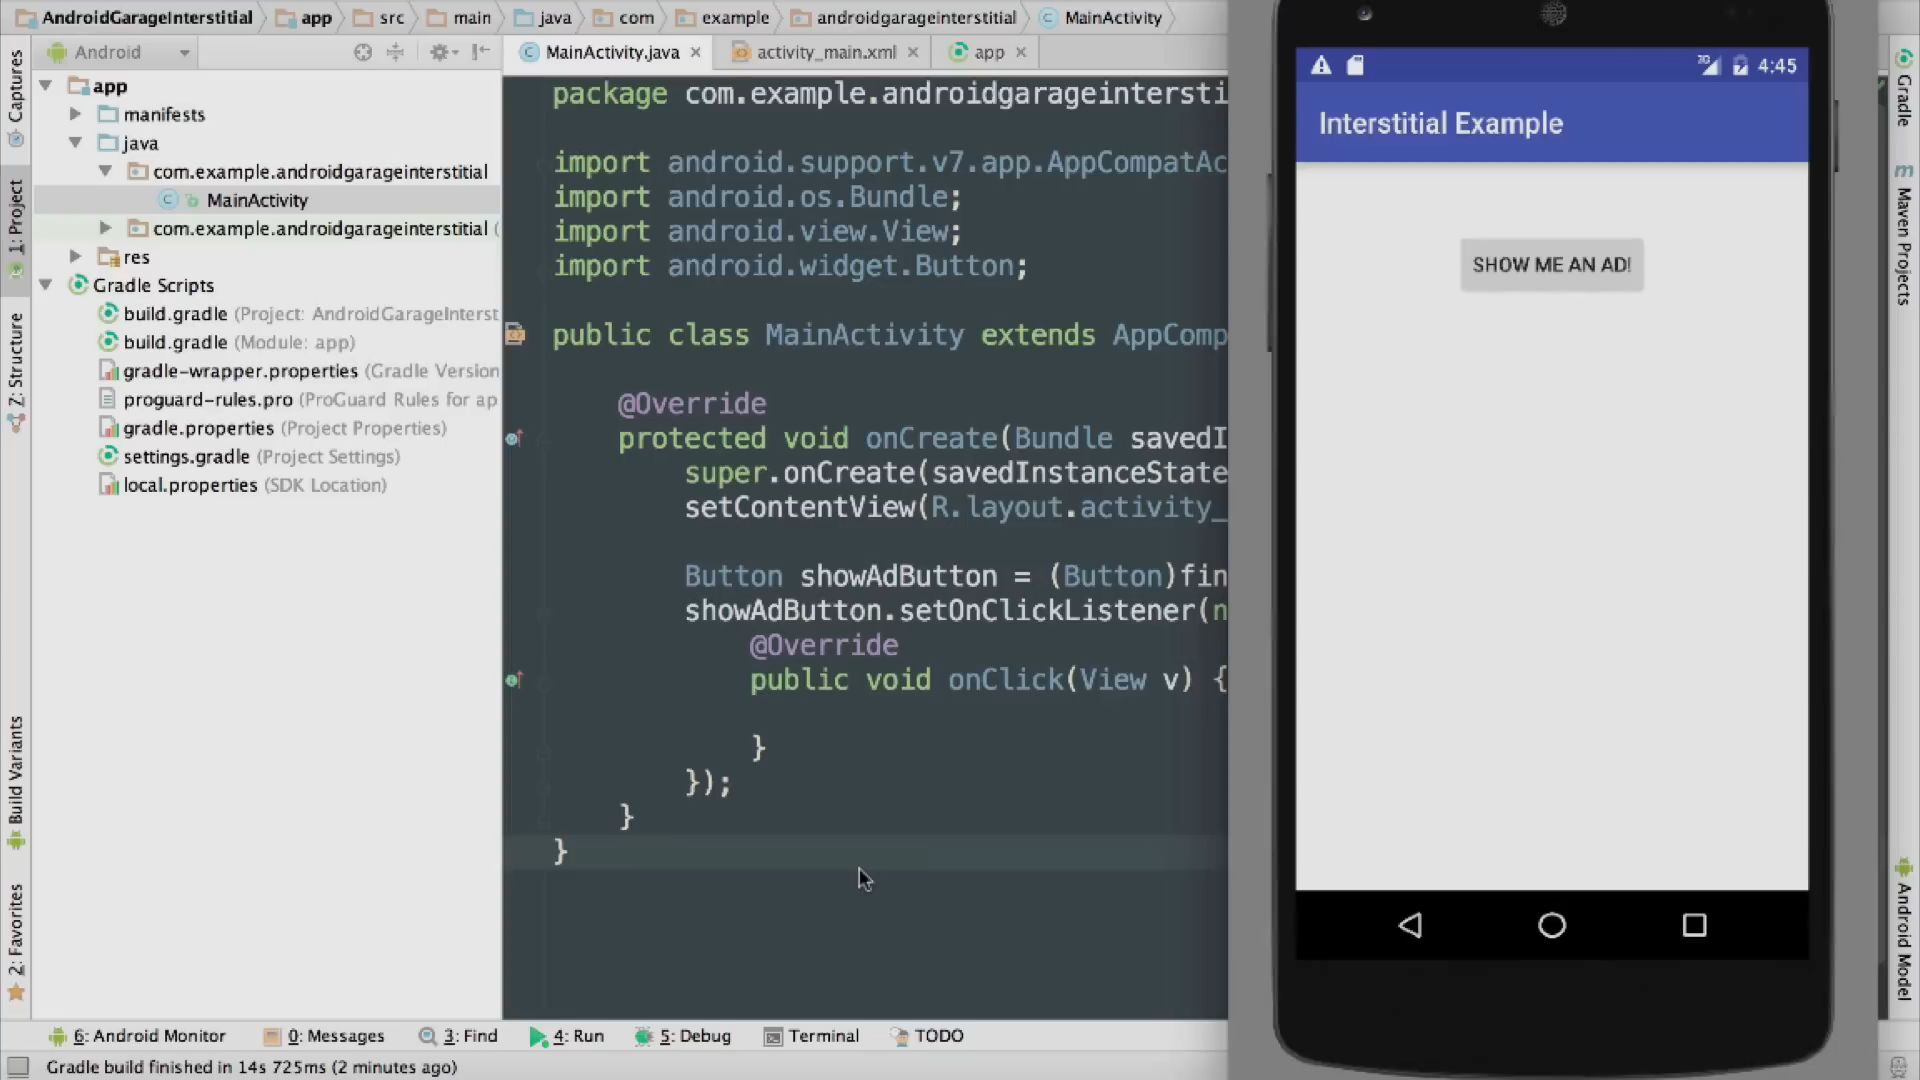 AndroidGarageInterstitial app src main java com example androidgarageinterstitial MainActivity
Captures
1: Project
Z: Structure
Build Variants
2: Favorites
Android
app
manifests
java
com.example.androidgarageinterstitial
MainActivity
com.example.androidgarageinterstitial (
res
Gradle Scripts
build.gradle (Project: AndroidGarageInterst
build.gradle (Module: app)
gradle-wrapper.properties (Gradle Version
proguard-rules.pro (ProGuard Rules for ap
gradle.properties (Project Properties)
settings.gradle (Project Settings)
local.properties (SDK Location)
MainActivity.java activity_main.xml app
package com.example.androidgarageintersti
import android.support.v7.app.AppCompatAc
import android.os.Bundle;
import android.view.View;
import android.widget.Button;
public class MainActivity extends AppComp
@Override
protected void onCreate(Bundle savedI
super.onCreate(savedInstanceState
setContentView(R.layout.activity_
Button showAdButton = (Button)fin
showAdButton.setOnClickListener(n
@Override
public void onClick(View v) {
}
});
}
}
3G 4:45
Interstitial Example
SHOW ME AN AD!
Gradle
m Maven Projects
Android Model
6: Android Monitor 0: Messages 3: Find 4: Run 5: Debug Terminal TODO
Gradle build finished in 14s 725ms (2 minutes ago)